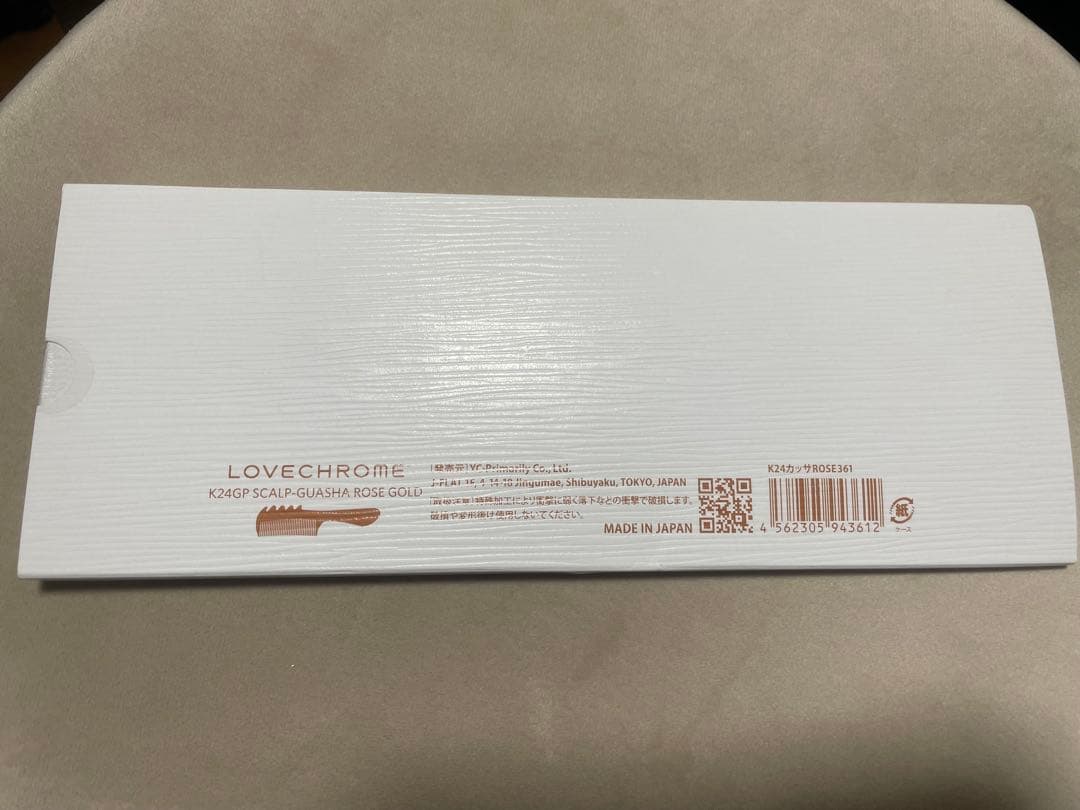 LOVECHROME
K24GP SCALP-GUASHA ROSE GOLD
[発売元] YC-Primarily Co., Ltd.
J-FLAT 4-14-18 Jingumae, Shibuyaku, TOKYO, JAPAN
[取扱注意] 特殊加工により衝撃に弱く落下などの衝撃で破損します。
破損や変形後は使用しないでください。
MADE IN JAPAN
K24カッサROSE361
4 562305 943612
紙
ケース